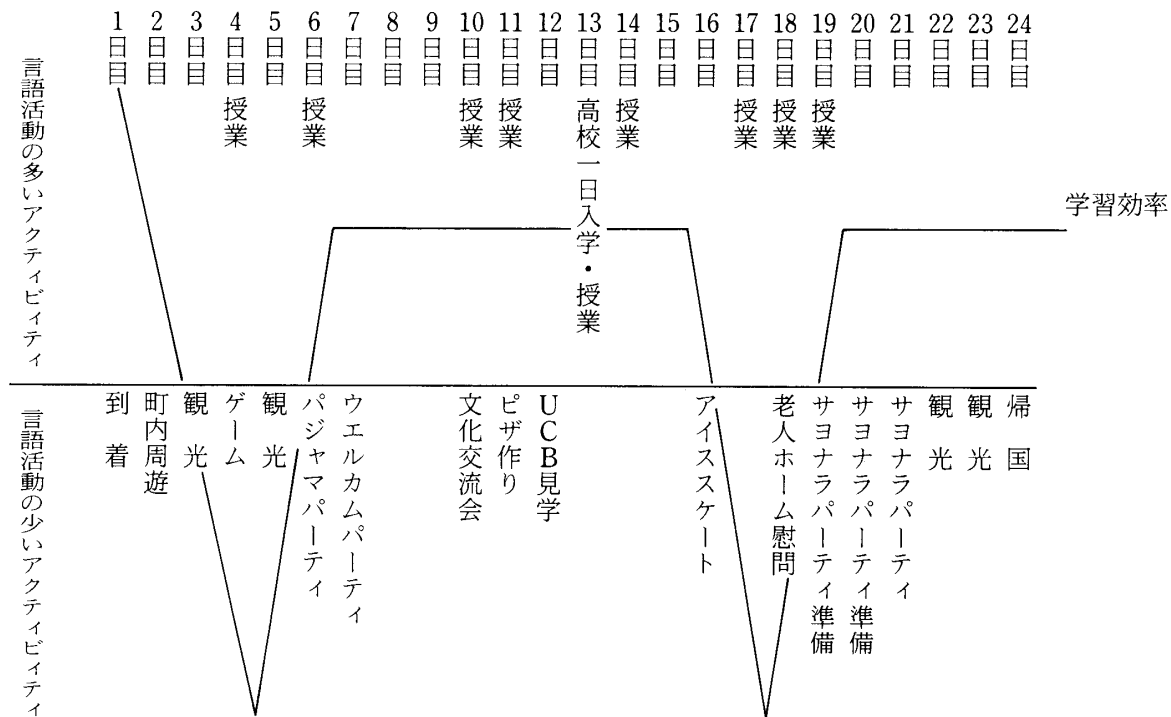 1日目
2日目
3日目
4日目
5日目
6日目
7日目
8日目
9日目
10日目
11日目
12日目
13日目
14日目
15日目
16日目
17日目
18日目
19日目
20日目
21日目
22日目
23日目
24日目
言語活動の多いアクティビィティ
授業
授業
授業
授業
高校一日入学・授業
授業
授業
授業
授業
学習効率
言語活動の少いアクティビィティ
到着
町内周遊
観光
ゲーム
観光
パジャマパーティ
ウエルカムパーティ
文化交流会
ピザ作り
UCB見学
アイススケート
老人ホーム慰問
サヨナラパーティ準備
サヨナラパーティ準備
サヨナラパーティ
観光
観光
帰国